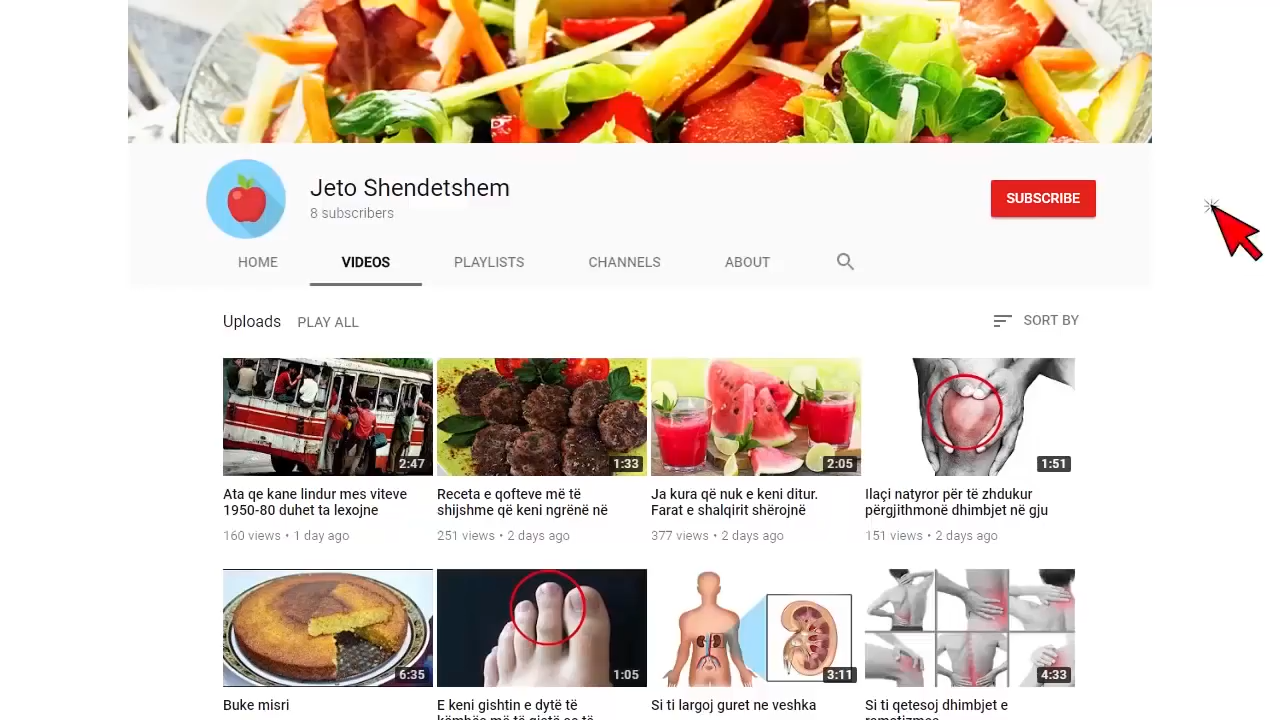 Jeto Shendetshem
8 subscribers
SUBSCRIBE
HOME VIDEOS PLAYLISTS CHANNELS ABOUT
Uploads PLAY ALL
SORT BY
2:47
Ata qe kane lindur mes viteve
1950-80 duhet ta lexojne
160 views • 1 day ago
1:33
Receta e qofteve më të
shijshme që keni ngrënë në
251 views • 2 days ago
2:05
Ja kura që nuk e keni ditur.
Farat e shalqirit shërojnë
377 views • 2 days ago
1:51
Ilaçi natyror për të zhdukur
përgjithmonë dhimbjet në gju
151 views • 2 days ago
6:35
Buke misri
1:05
E keni gishtin e dytë të
3:11
Si ti largoj guret ne veshka
4:33
Si ti qetesoj dhimbjet e